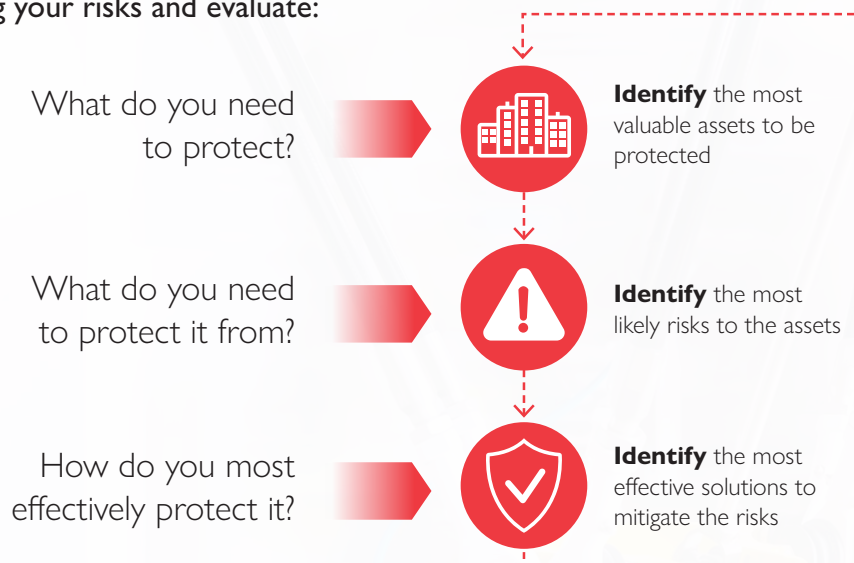 your risks and evaluate:
What do you need
to protect?
Identify the most
valuable assets to be
protected
What do you need
to protect it from?
Identify the most
likely risks to the assets
How do you most
effectively protect it?
Identify the most
effective solutions to
mitigate the risks